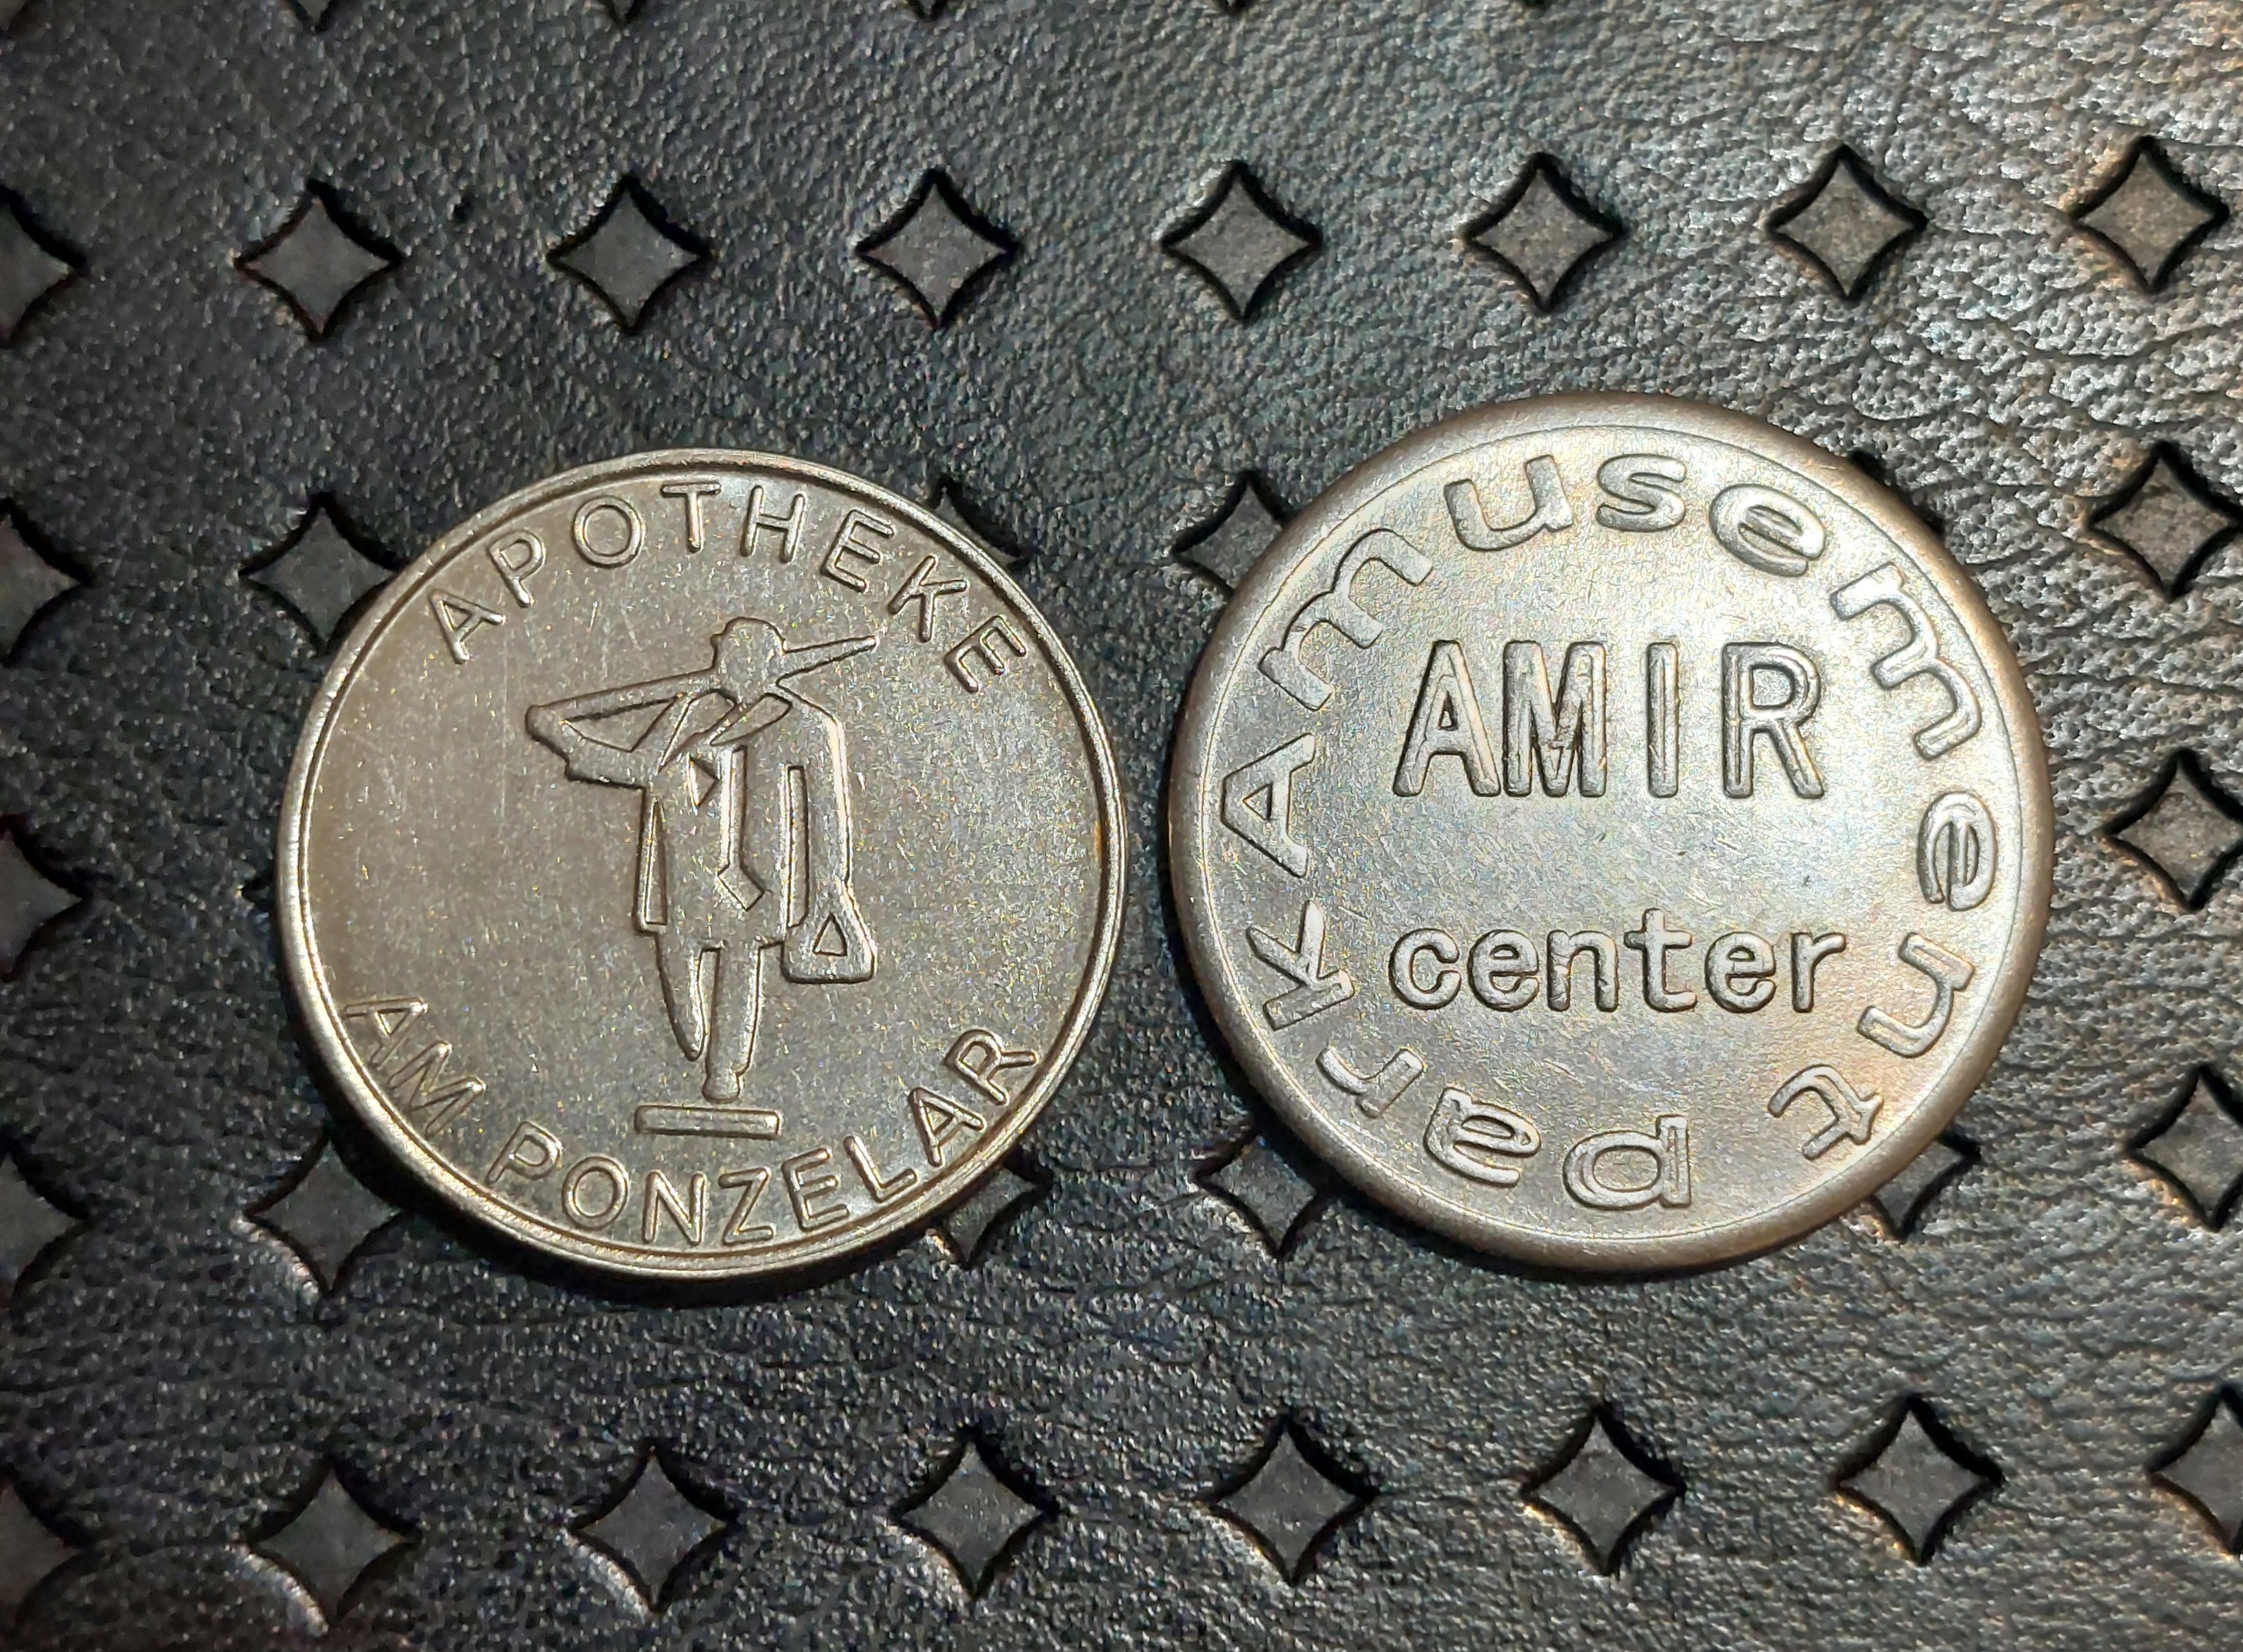 APOTHEKE
AM PONZELAR
Amusement park
AMIR
center